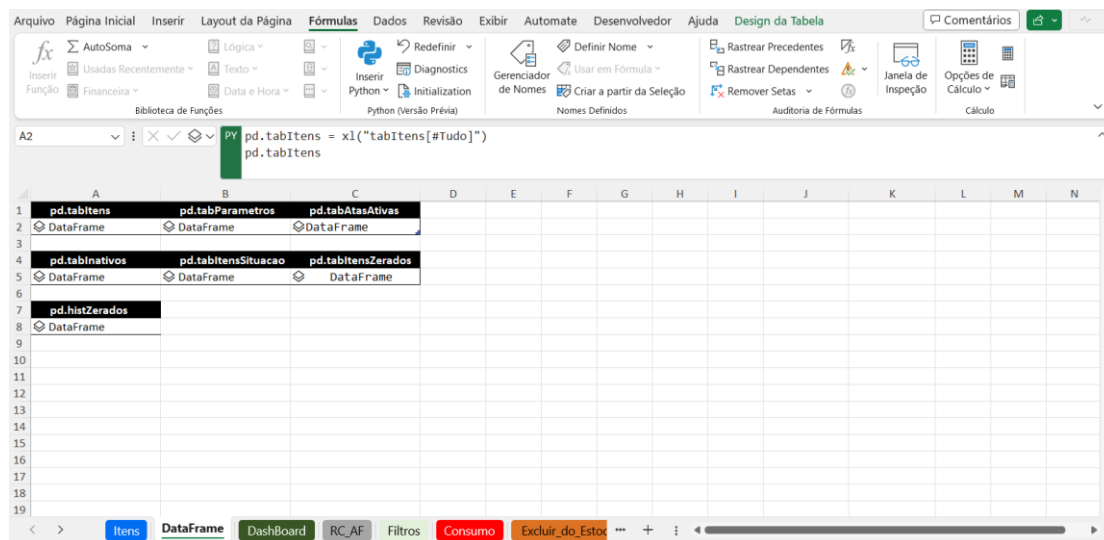 Arquivo Página Inicial Inserir Layout da Página Fórmulas Dados Revisão Exibir Automate Desenvolvedor Ajuda Design da Tabela Comentários
fx Inserir Função
AutoSoma
Usadas Recentemente
Financeira
Lógica
Texto
Data e Hora
Biblioteca de Funções
Inserir Python
Redefinir
Diagnostics
Initialization
Python (Versão Prévia)
Gerenciador de Nomes
Definir Nome
Usar em Fórmula
Criar a partir da Seleção
Nomes Definidos
Rastrear Precedentes
Rastrear Dependentes
Remover Setas
Auditoria de Fórmulas
Janela de Inspeção
Opções de Cálculo
Cálculo
A2 PY pd.tabItens = xl("tabItens[#Tudo]")
pd.tabItens
A B C D E F G H I J K L M N
1 pd.tabItens pd.tabParametros pd.tabAtasAtivas
2 DataFrame DataFrame DataFrame
3
4 pd.tabInativos pd.tabItensSituacao pd.tabItensZerados
5 DataFrame DataFrame DataFrame
6
7 pd.histZerados
8 DataFrame
9
10
11
12
13
14
15
16
17
18
19
Itens DataFrame DashBoard RC_AF Filtros Consumo Excluir_do_Estoc ... +